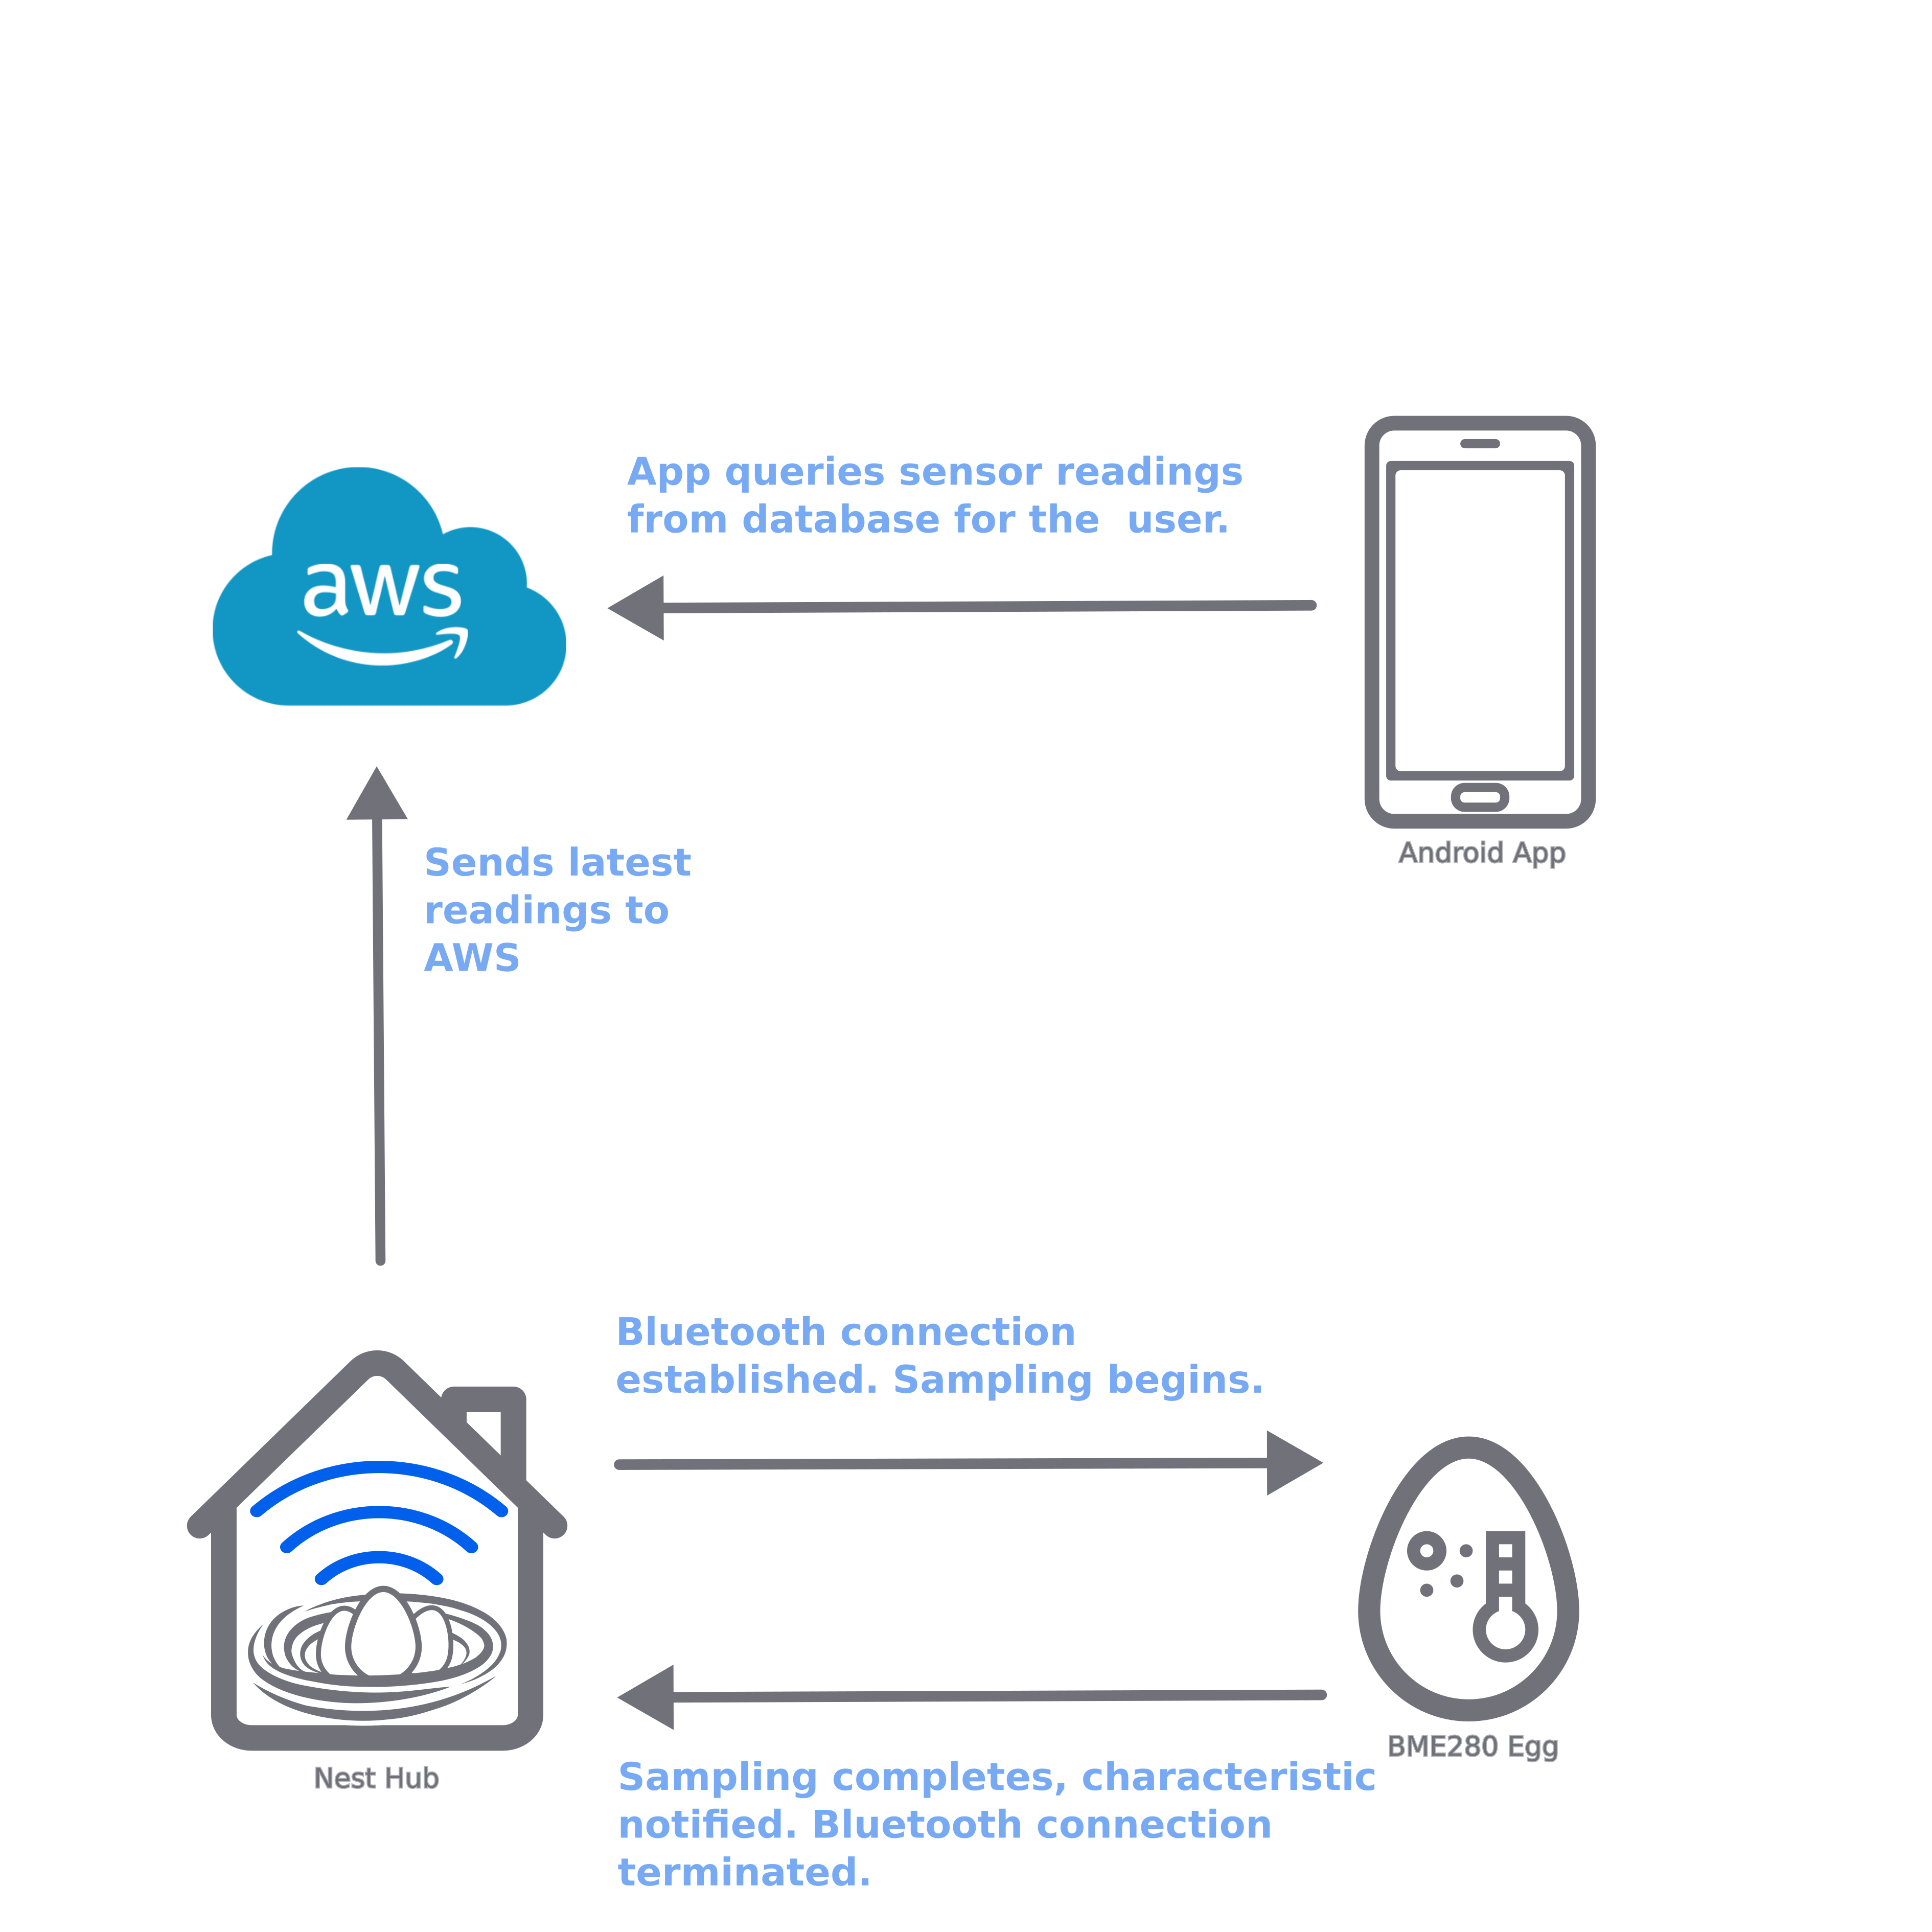 App queries sensor readings
from database for the  user.
aws
Android App
Sends latest
readings to
AWS
Bluetooth connection
established. Sampling begins.
BME280 Egg
Nest Hub
Sampling completes, characteristic
notified. Bluetooth connection
terminated.